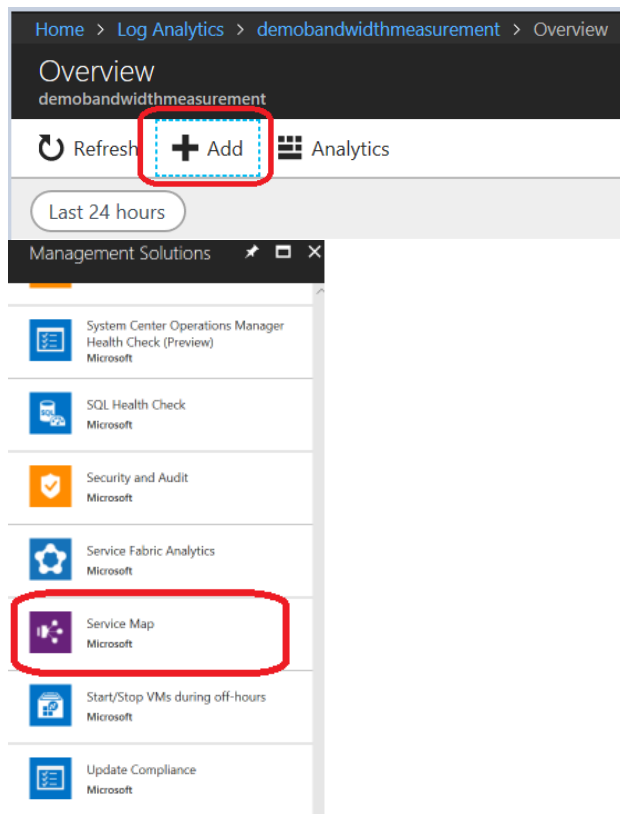 Home > Log Analytics > demobandwidthmeasurement > Overview
Overview
demobandwidthmeasurement
Refresh Add Analytics
Last 24 hours
Management Solutions
System Center Operations Manager
Health Check (Preview)
Microsoft
SQL Health Check
Microsoft
Security and Audit
Microsoft
Service Fabric Analytics
Microsoft
Service Map
Microsoft
Start/Stop VMs during off-hours
Microsoft
Update Compliance
Microsoft